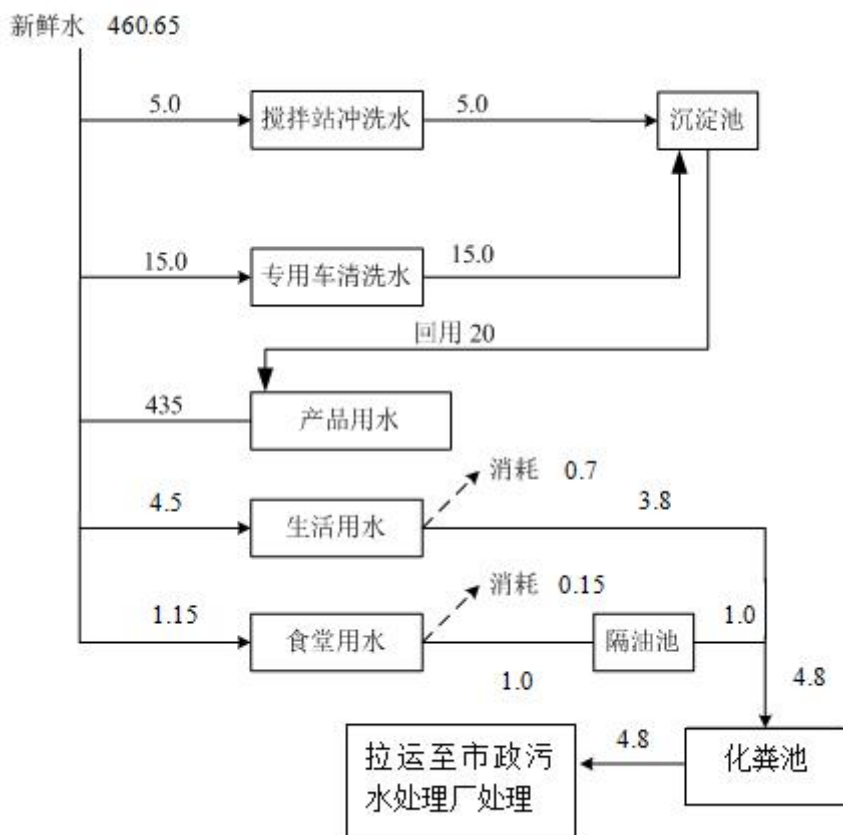 新鲜水 460.65
5.0 搅拌站冲洗水 5.0 沉淀池
15.0 专用车清洗水 15.0
回用 20
435 产品用水
消耗 0.7
4.5 生活用水 3.8
消耗 0.15
1.15 食堂用水 隔油池 1.0
1.0
4.8
拉运至市政污 4.8 化粪池
水处理厂处理